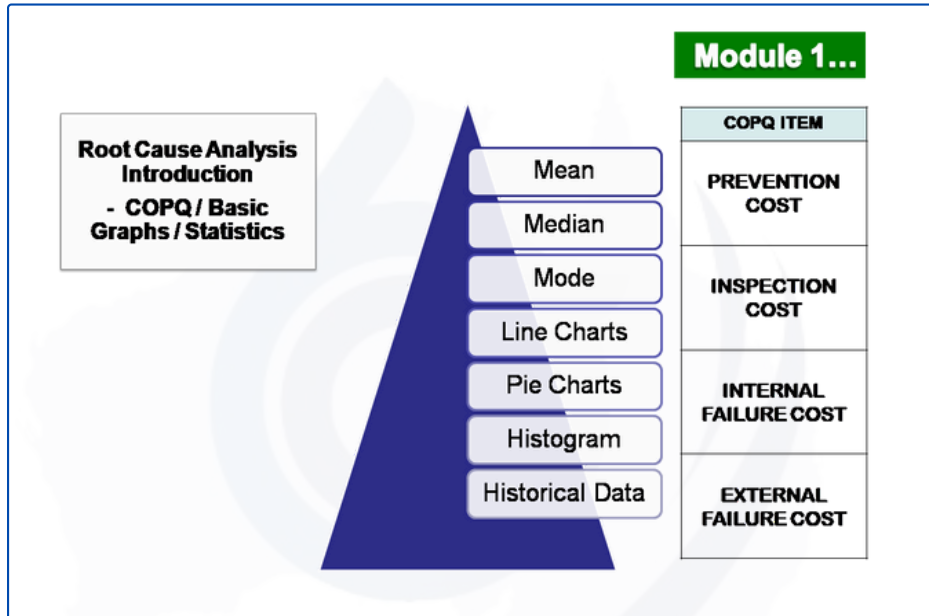 Module 1...
Root Cause Analysis
Introduction
- COPQ / Basic
Graphs / Statistics
Mean
Median
Mode
Line Charts
Pie Charts
Histogram
Historical Data
COPQ ITEM
PREVENTION
COST
INSPECTION
COST
INTERNAL
FAILURE COST
EXTERNAL
FAILURE COST